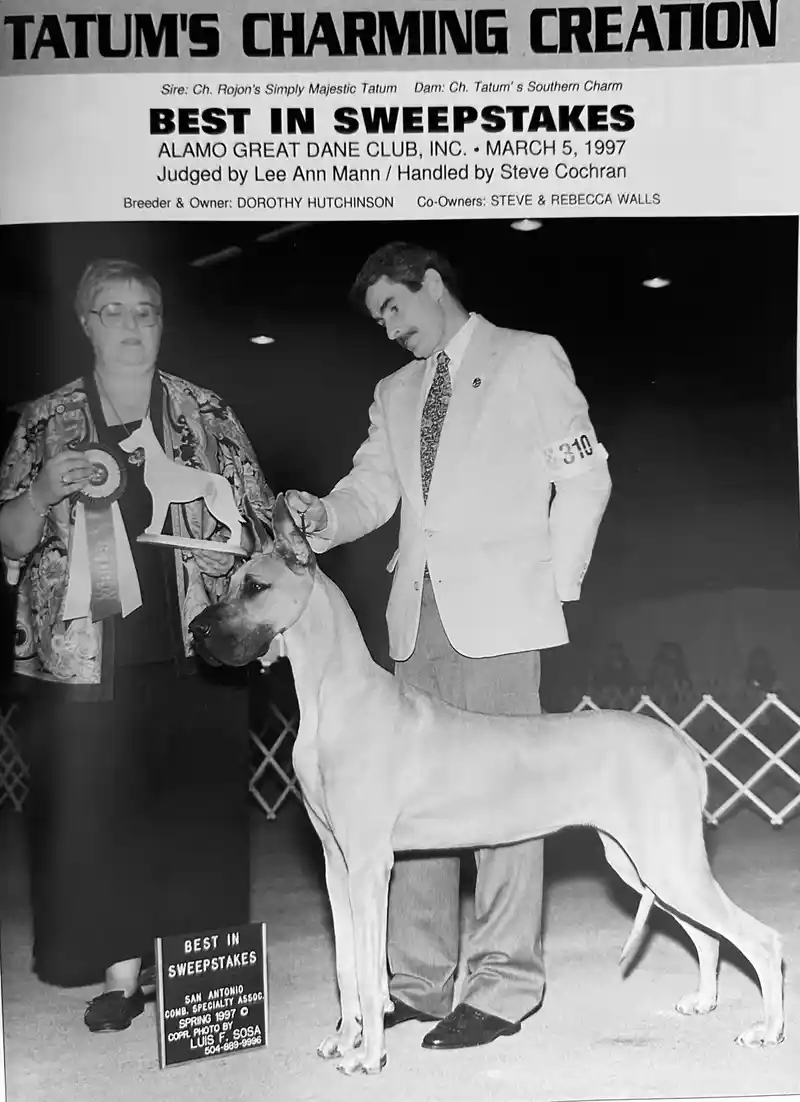 TATUM'S CHARMING CREATION
Sire: Ch. Rojon's Simply Majestic Tatum Dam: Ch. Tatum's Southern Charm
BEST IN SWEEPSTAKES
ALAMO GREAT DANE CLUB, INC. • MARCH 5, 1997
Judged by Lee Ann Mann / Handled by Steve Cochran
Breeder & Owner: DOROTHY HUTCHINSON Co-Owners: STEVE & REBECCA WALLS
310
BEST IN
SWEEPSTAKES
SAN ANTONIO
COMB. SPECIALTY ASSOC.
SPRING 1997 ©
COPR. PHOTO BY
LUIS F. SOSA
504-889-9996